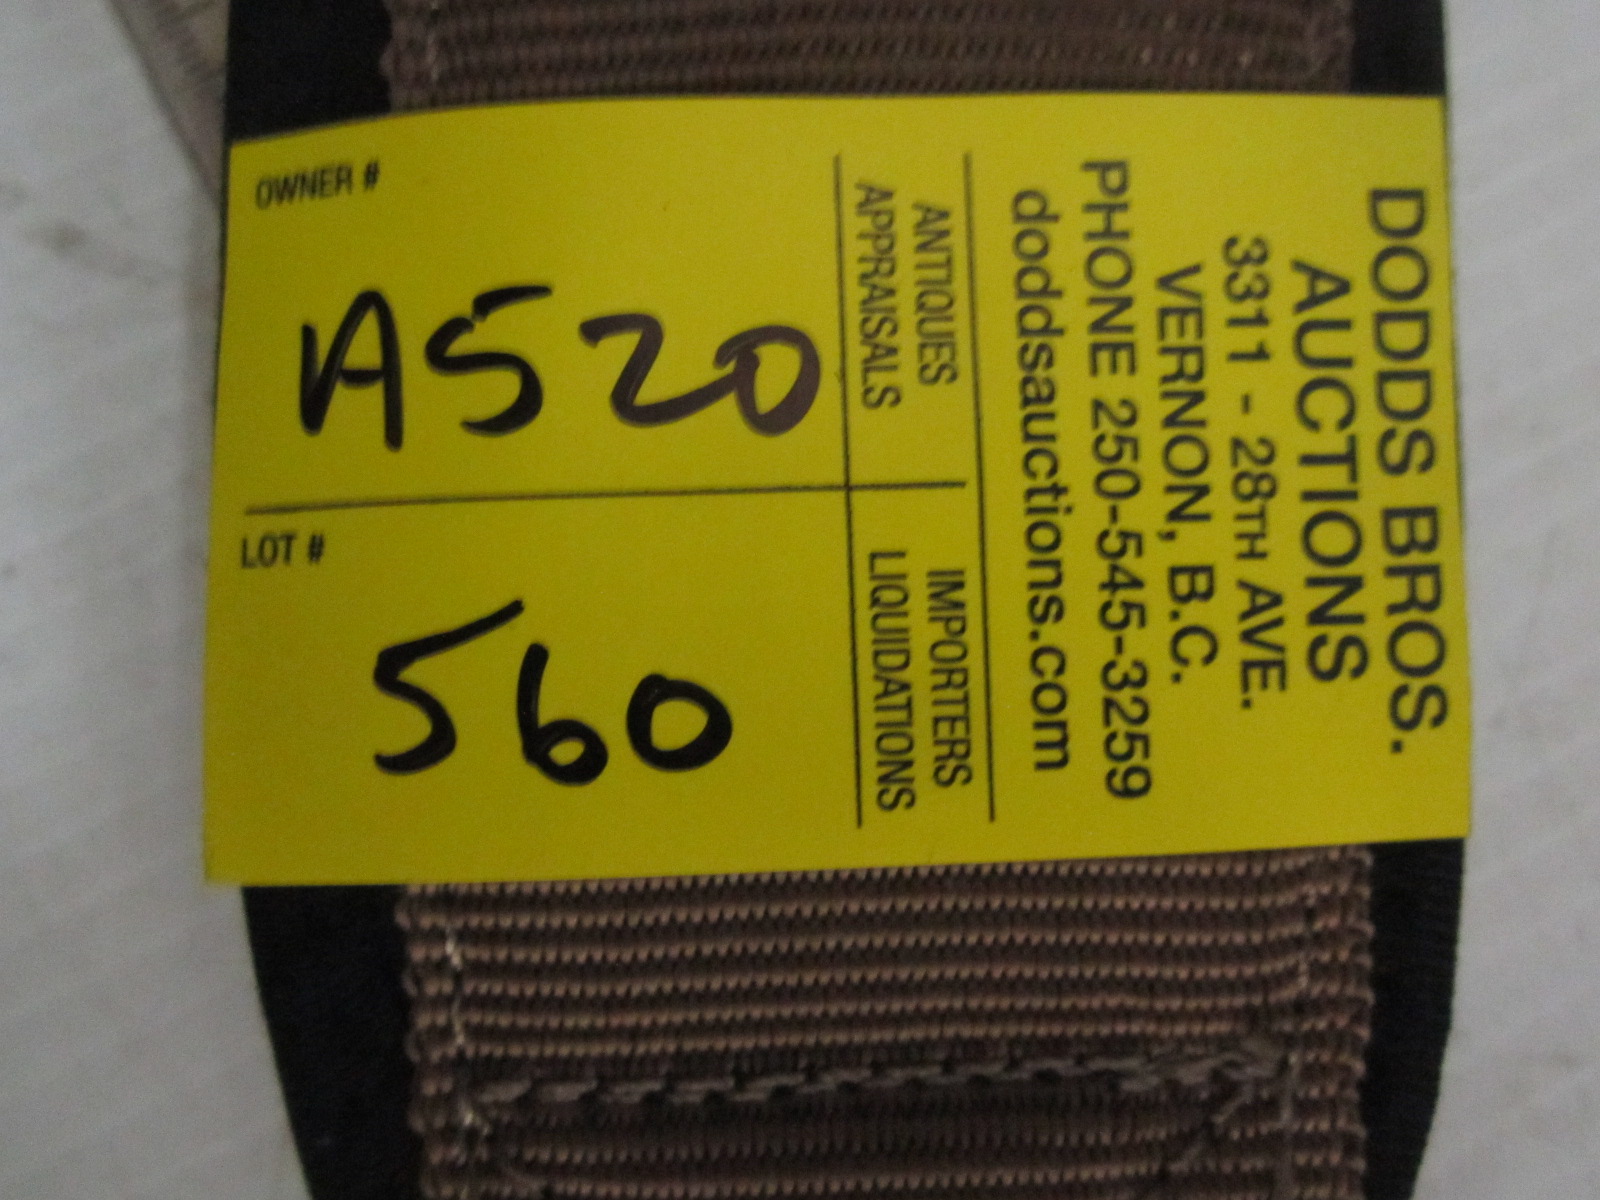 DODDS BROS.
AUCTIONS
3311 - 28TH AVE.
VERNON, B.C.
PHONE 250-545-3259
doddsauctions.com
ANTIQUES IMPORTERS
APPRAISALS LIQUIDATIONS
OWNER #
A520
LOT #
560